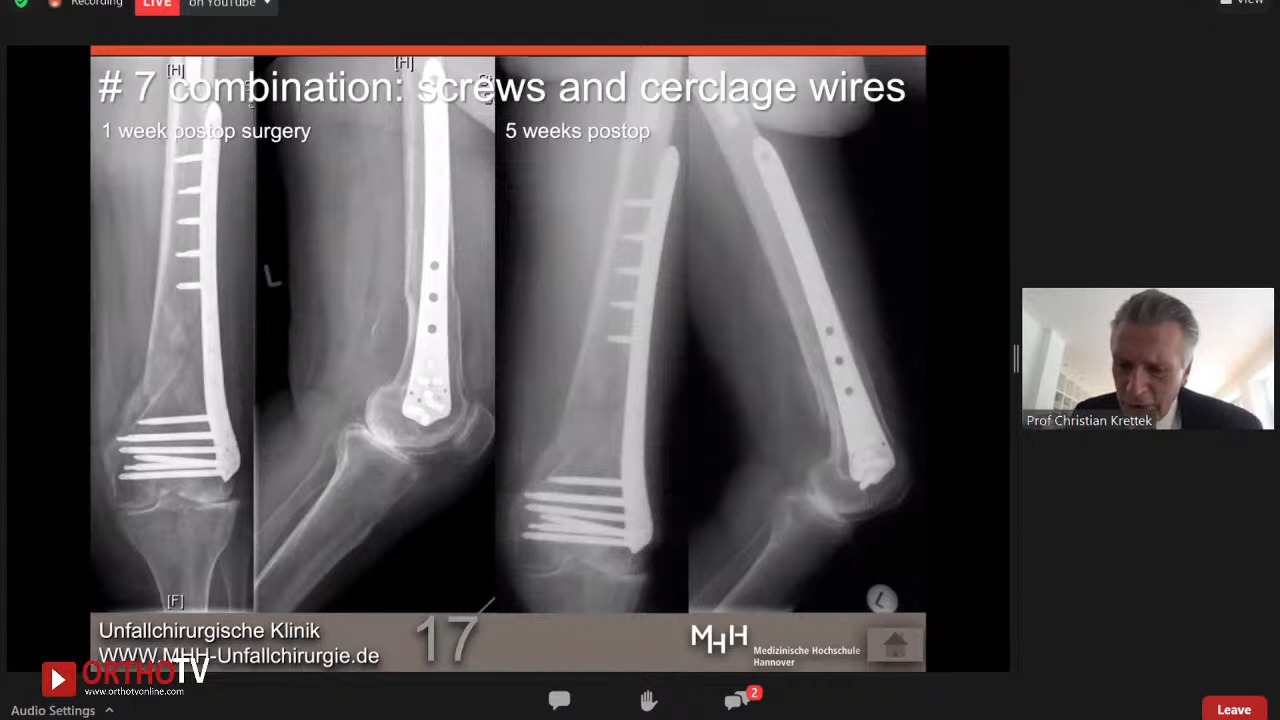 Recording
LIVE
on YouTube
View
[H]
[H]
# 7 combination: screws and cerclage wires
1 week postop surgery
5 weeks postop
L
L
[F]
Unfallchirurgische Klinik
WWW.MHH-Unfallchirurgie.de
17
MHH
Medizinische Hochschule
Hannover
Prof Christian Krettek
ORTHOTV
www.orthotvonline.com
Audio Settings
2
Leave